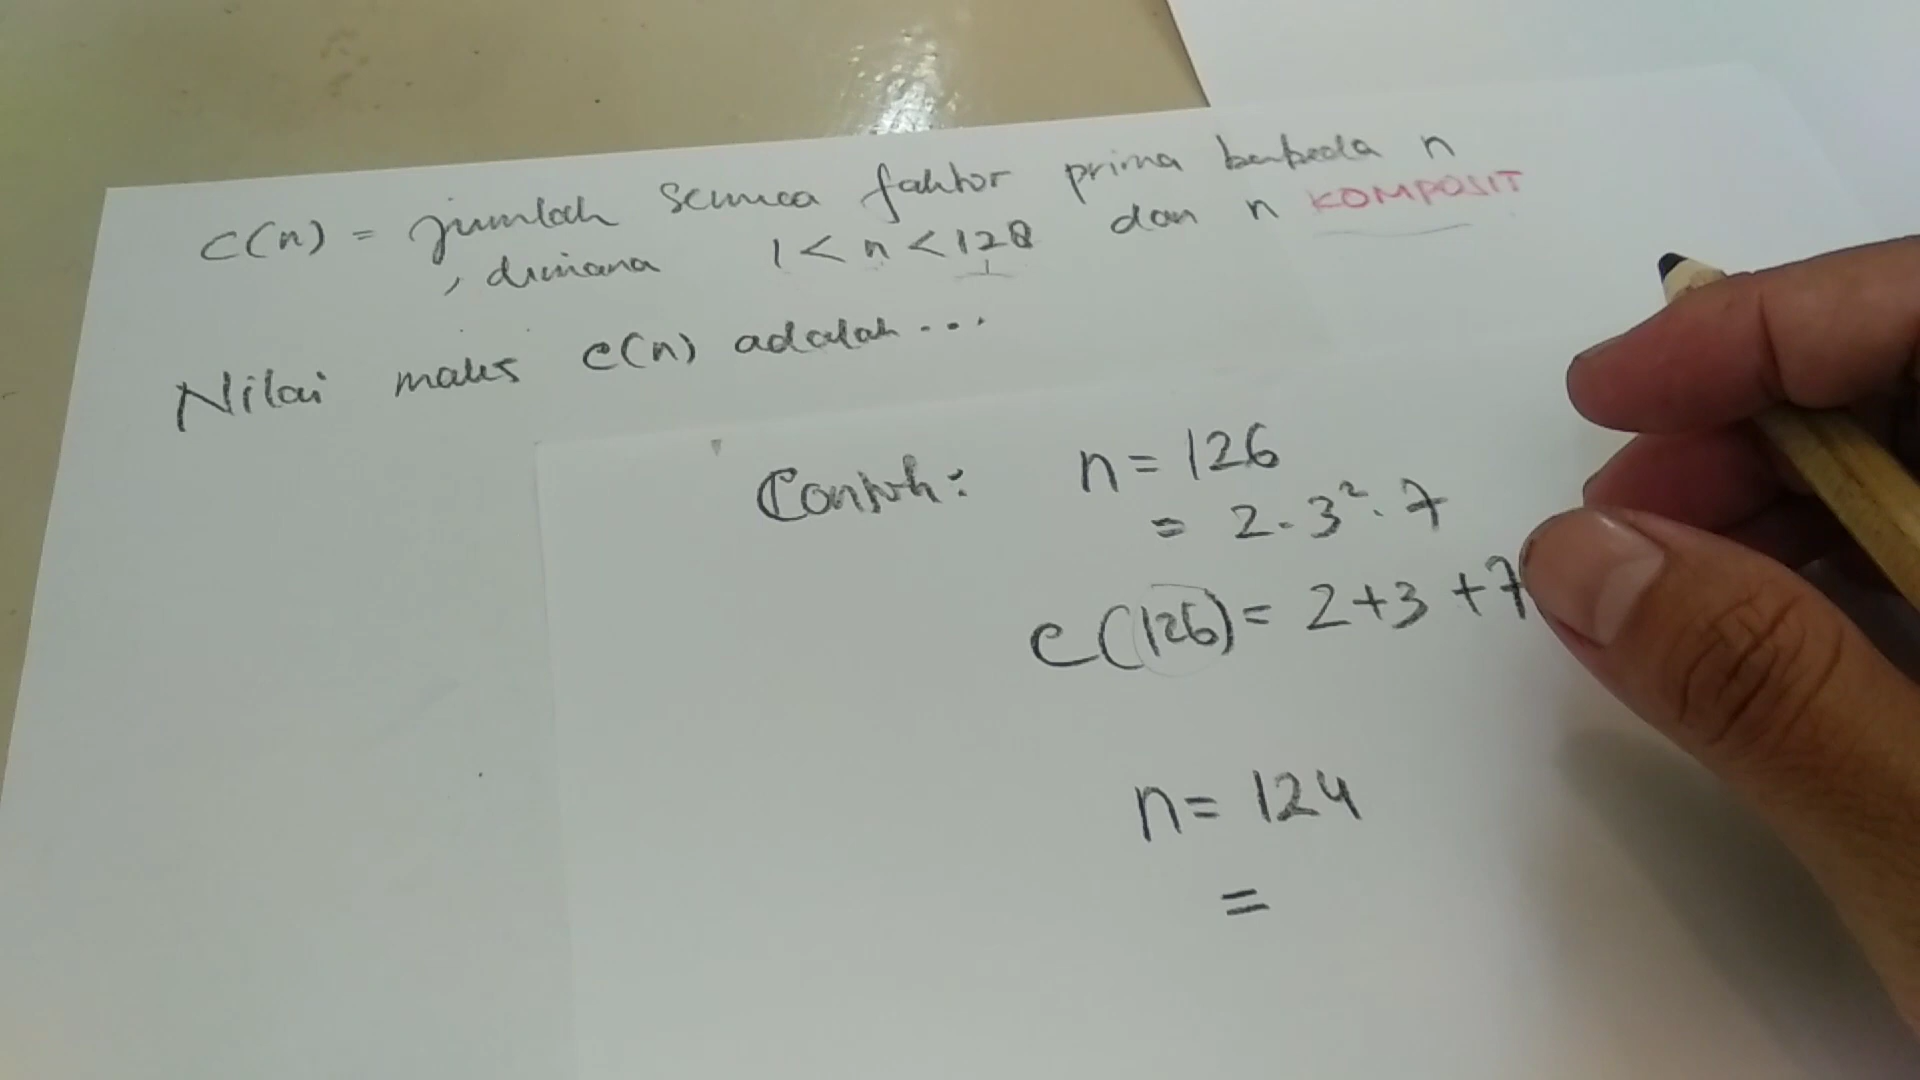 C(n) = jumlah semua faktor prima berbeda n
, dimana 1 < n < 128 dan n KOMPOSIT
Nilai maks C(n) adalah ...
Contoh: n = 126
= 2 . 3² . 7
C(126) = 2 + 3 + 7
n = 124
=